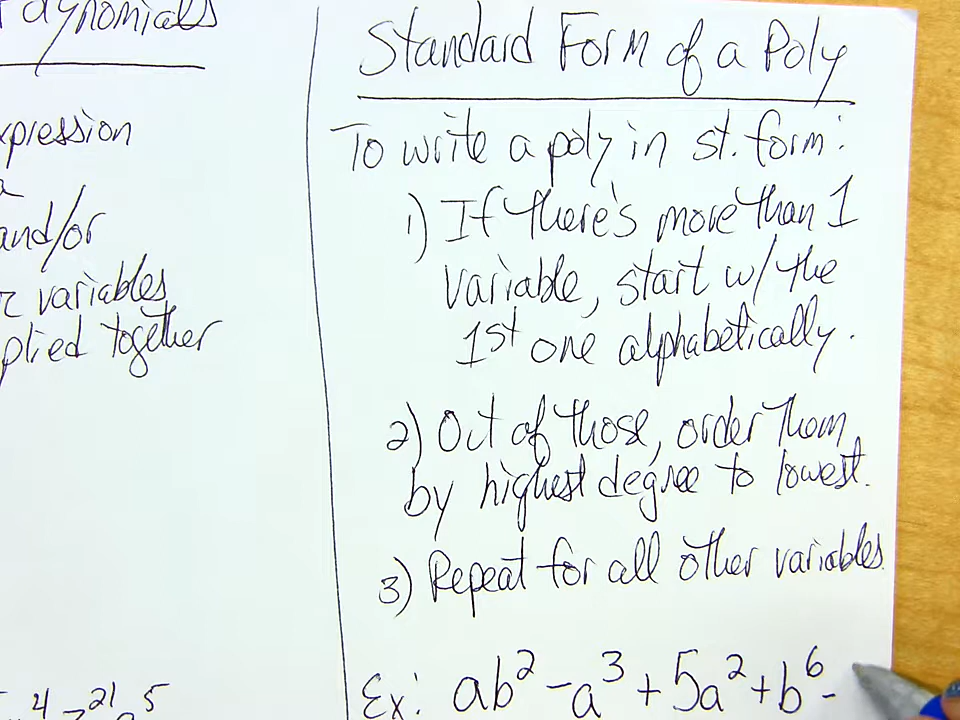 Polynomials
xpression
and/or
variables
plied together
Standard Form of a Poly
To write a poly in st. form:
1) If there's more than 1
variable, start w/ the
1st one alphabetically.
2) Out of those, order them
by highest degree to lowest.
3) Repeat for all other variables.
Ex: ab² - a³ + 5a² + b⁶ -